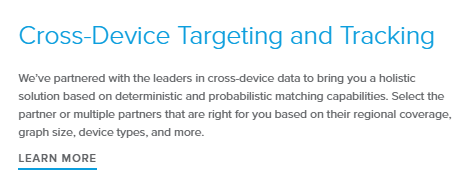 Cross-Device Targeting and Tracking
We've partnered with the leaders in cross-device data to bring you a holistic
solution based on deterministic and probabilistic matching capabilities. Select the
partner or multiple partners that are right for you based on their regional coverage,
graph size, device types, and more.
LEARN MORE